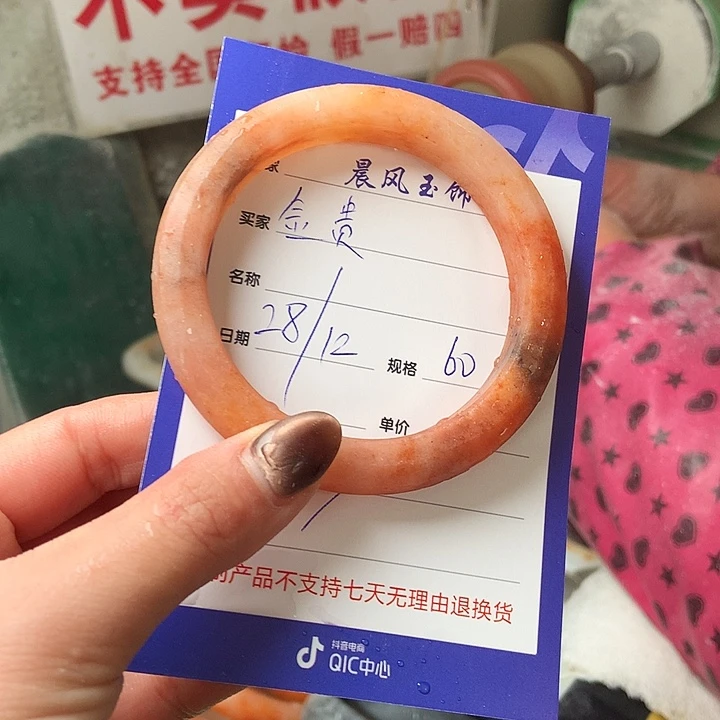 支持全国
假一赔四
家 晨风玉饰
买家 金贵
名称
日期 28/12 规格 60
单价
产品不支持七天无理由退换货
抖音电商
QIC中心